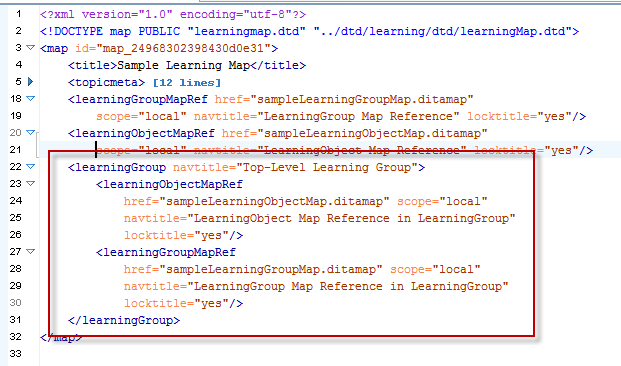 1 <?xml version="1.0" encoding="utf-8"?>
2 <!DOCTYPE map PUBLIC "learningmap.dtd" "../dtd/learning/dtd/learningMap.dtd">
3 <map id="map_24968302398430d0e31">
4 <title>Sample Learning Map</title>
5 <topicmeta> [12 lines]
18 <learningGroupMapRef href="sampleLearningGroupMap.ditamap"
19 scope="local" navtitle="LearningGroup Map Reference" locktitle="yes"/>
20 <learningObjectMapRef href="sampleLearningObjectMap.ditamap"
21 scope="local" navtitle="LearningObject Map Reference" locktitle="yes"/>
22 <learningGroup navtitle="Top-Level Learning Group">
23 <learningObjectMapRef
24 href="sampleLearningObjectMap.ditamap" scope="local"
25 navtitle="LearningObject Map Reference in LearningGroup"
26 locktitle="yes"/>
27 <learningGroupMapRef
28 href="sampleLearningGroupMap.ditamap" scope="local"
29 navtitle="LearningGroup Map Reference in LearningGroup"
30 locktitle="yes"/>
31 </learningGroup>
32 </map>
33